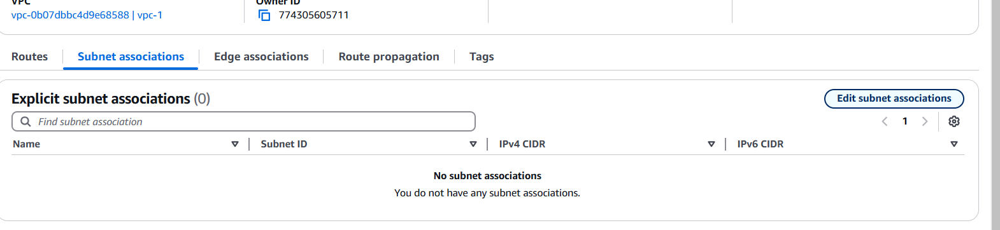 VPC
Owner ID
vpc-0b07dbbc4d9e68588 | vpc-1
774305605711
Routes
Subnet associations
Edge associations
Route propagation
Tags
Explicit subnet associations (0)
Edit subnet associations
Find subnet association
1
Name
Subnet ID
IPv4 CIDR
IPv6 CIDR
No subnet associations
You do not have any subnet associations.